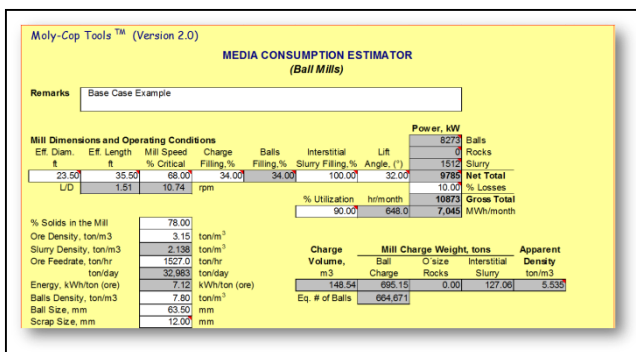 Moly-Cop Tools TM (Version 2.0)
MEDIA CONSUMPTION ESTIMATOR
(Ball Mills)
Remarks Base Case Example
Power, kW
8273 Balls
Mill Dimensions and Operating Conditions 0 Rocks
Eff. Diam. Eff. Length Mill Speed Charge Balls Interstitial Lift 1512 Slurry
ft ft % Critical Filling,% Filling,% Slurry Filling,% Angle, (°) 9785 Net Total
23.50 35.50 68.00 34.00 34.00 100.00 32.00 10.00 % Losses
L/D 1.51 10.74 rpm 10873 Gross Total
% Utilization hr/month 7,045 MWh/month
90.00 648.0
% Solids in the Mill 78.00
Ore Density, ton/m3 3.15 ton/m3
Slurry Density, ton/m3 2.138 ton/m3 Charge Mill Charge Weight, tons Apparent
Ore Feedrate, ton/hr 1527.0 ton/hr Volume, Ball O´size Interstitial Density
ton/day 32,983 ton/day m3 Charge Rocks Slurry ton/m3
Energy, kWh/ton (ore) 7.12 kWh/ton (ore) 148.54 695.15 0.00 127.06 5.535
Balls Density, ton/m3 7.80 ton/m3 Eq. # of Balls 664,671
Ball Size, mm 63.50 mm
Scrap Size, mm 12.00 mm